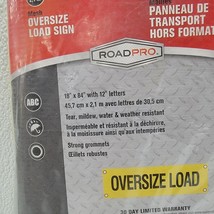 Mesh
OVERSIZE
LOAD SIGN
PANNEAU DE
TRANSPORT
HORS FORMAT
ROADPRO.
ABC
18" x 84" with 12" letters
45,7 cm x 2,1 m avec lettres de 30,5 cm
Tear, mildew, water & weather resistant
Imperméable et résistant à la déchirure,
à la moisissure ainsi qu'aux intempéries
Strong grommets
Œillets robustes
OVERSIZE LOAD
30 DAY LIMITED WARRANTY